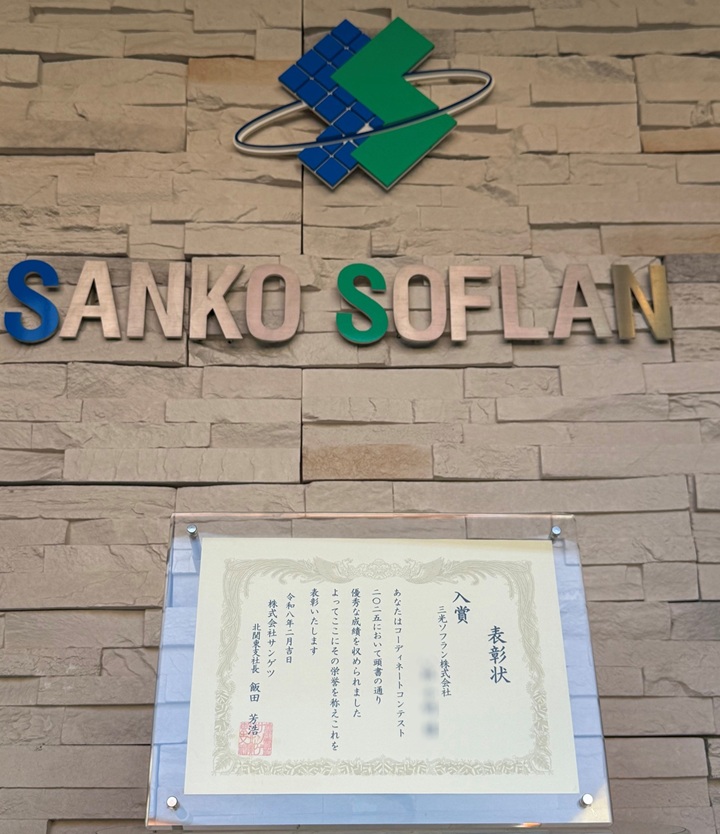 SANKO SOFLAN
表彰状
入賞
三光ソフラン株式会社
あなたはコーディネートコンテスト
二〇二五において頭書の通り
優秀な成績を収められました
よってここにその栄誉を称えこれを
表彰いたします
令和八年二月吉日
株式会社サンゲツ
北関東支社長 飯田 芳浩